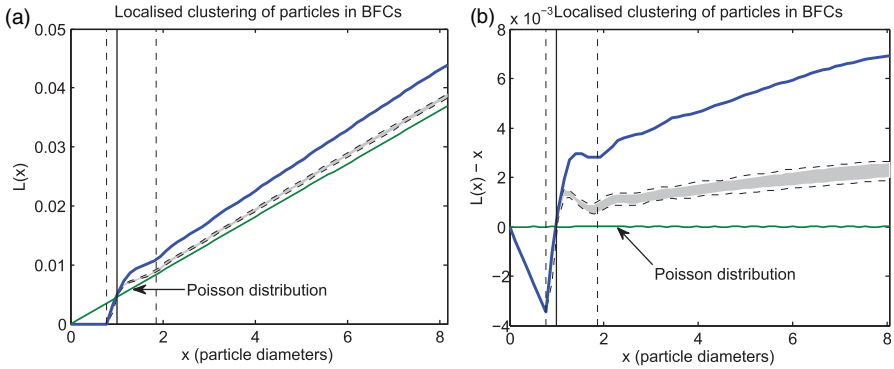 (a)
Localised clustering of particles in BFCs
0.05
0.04
0.03
0.02
0.01
0
L(x)
Poisson distribution
0 2 4 6 8
x (particle diameters)
(b)
8 x 10⁻³ Localised clustering of particles in BFCs
6
4
2
0
−2
−4
L(x) − x
Poisson distribution
0 2 4 6 8
x (particle diameters)